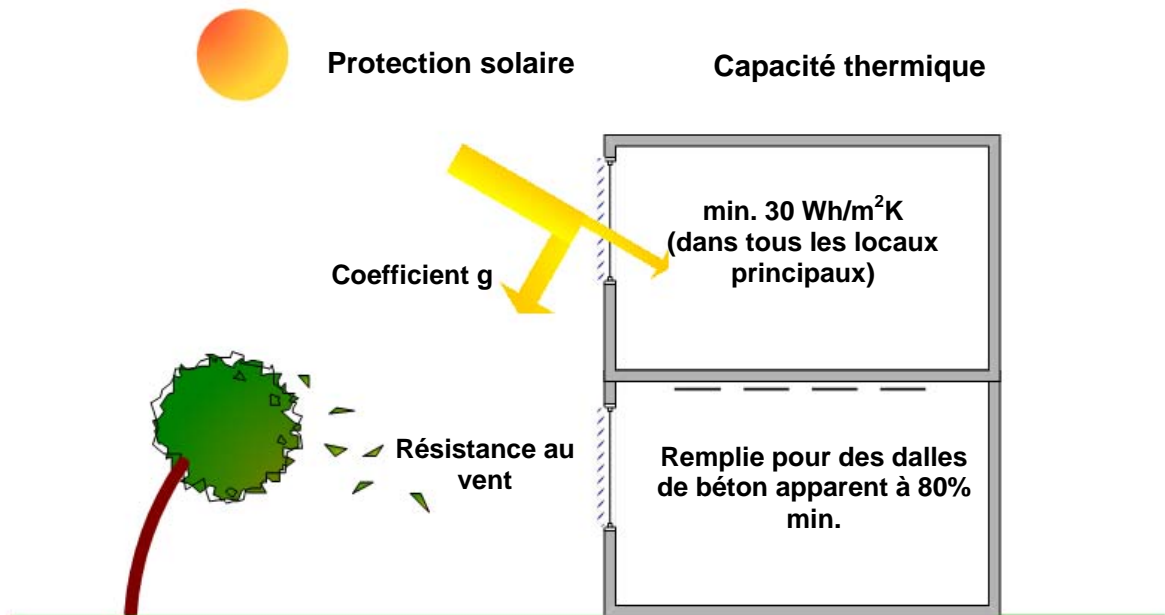 Protection solaire
Capacité thermique
min. 30 Wh/m²K
(dans tous les locaux
principaux)
Coefficient g
Résistance au
vent
Remplie pour des dalles
de béton apparent à 80%
min.